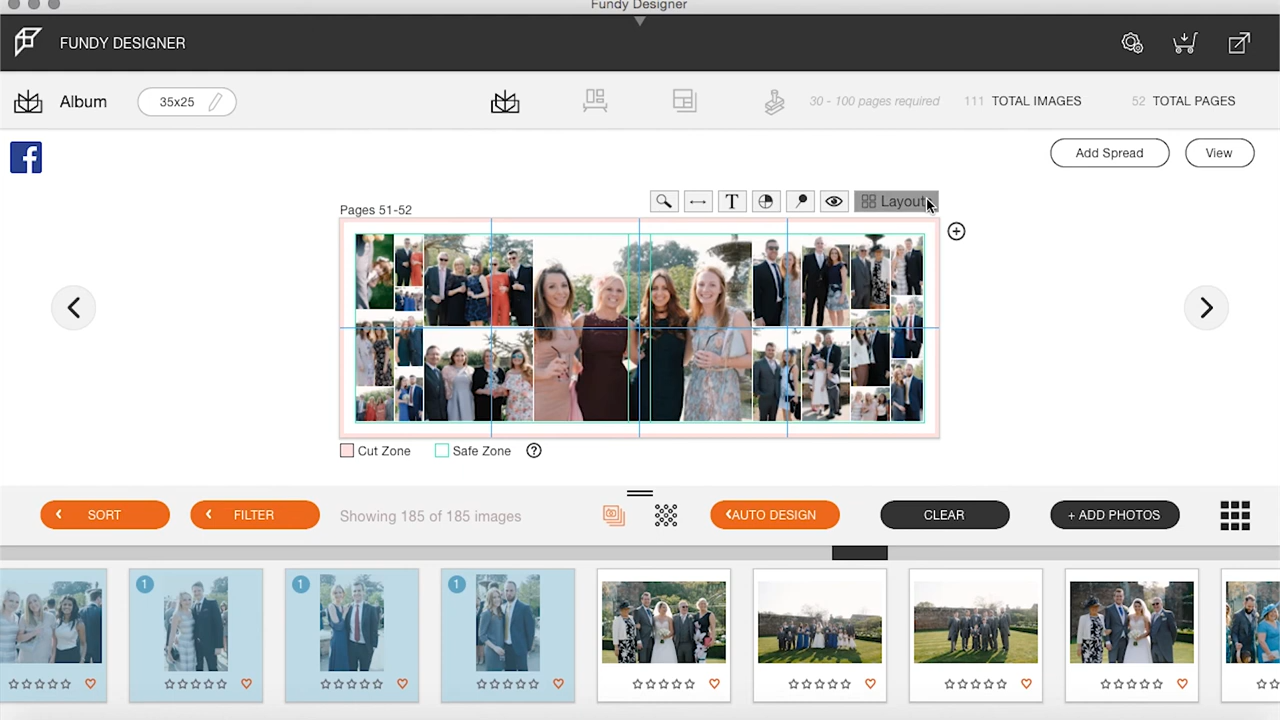 Fundy Designer
FUNDY DESIGNER
Album
35x25
30 - 100 pages required
111 TOTAL IMAGES
52 TOTAL PAGES
f
Add Spread
View
Pages 51-52
T
Layout
Cut Zone
Safe Zone
?
SORT
FILTER
Showing 185 of 185 images
AUTO DESIGN
CLEAR
+ ADD PHOTOS
1
1
1